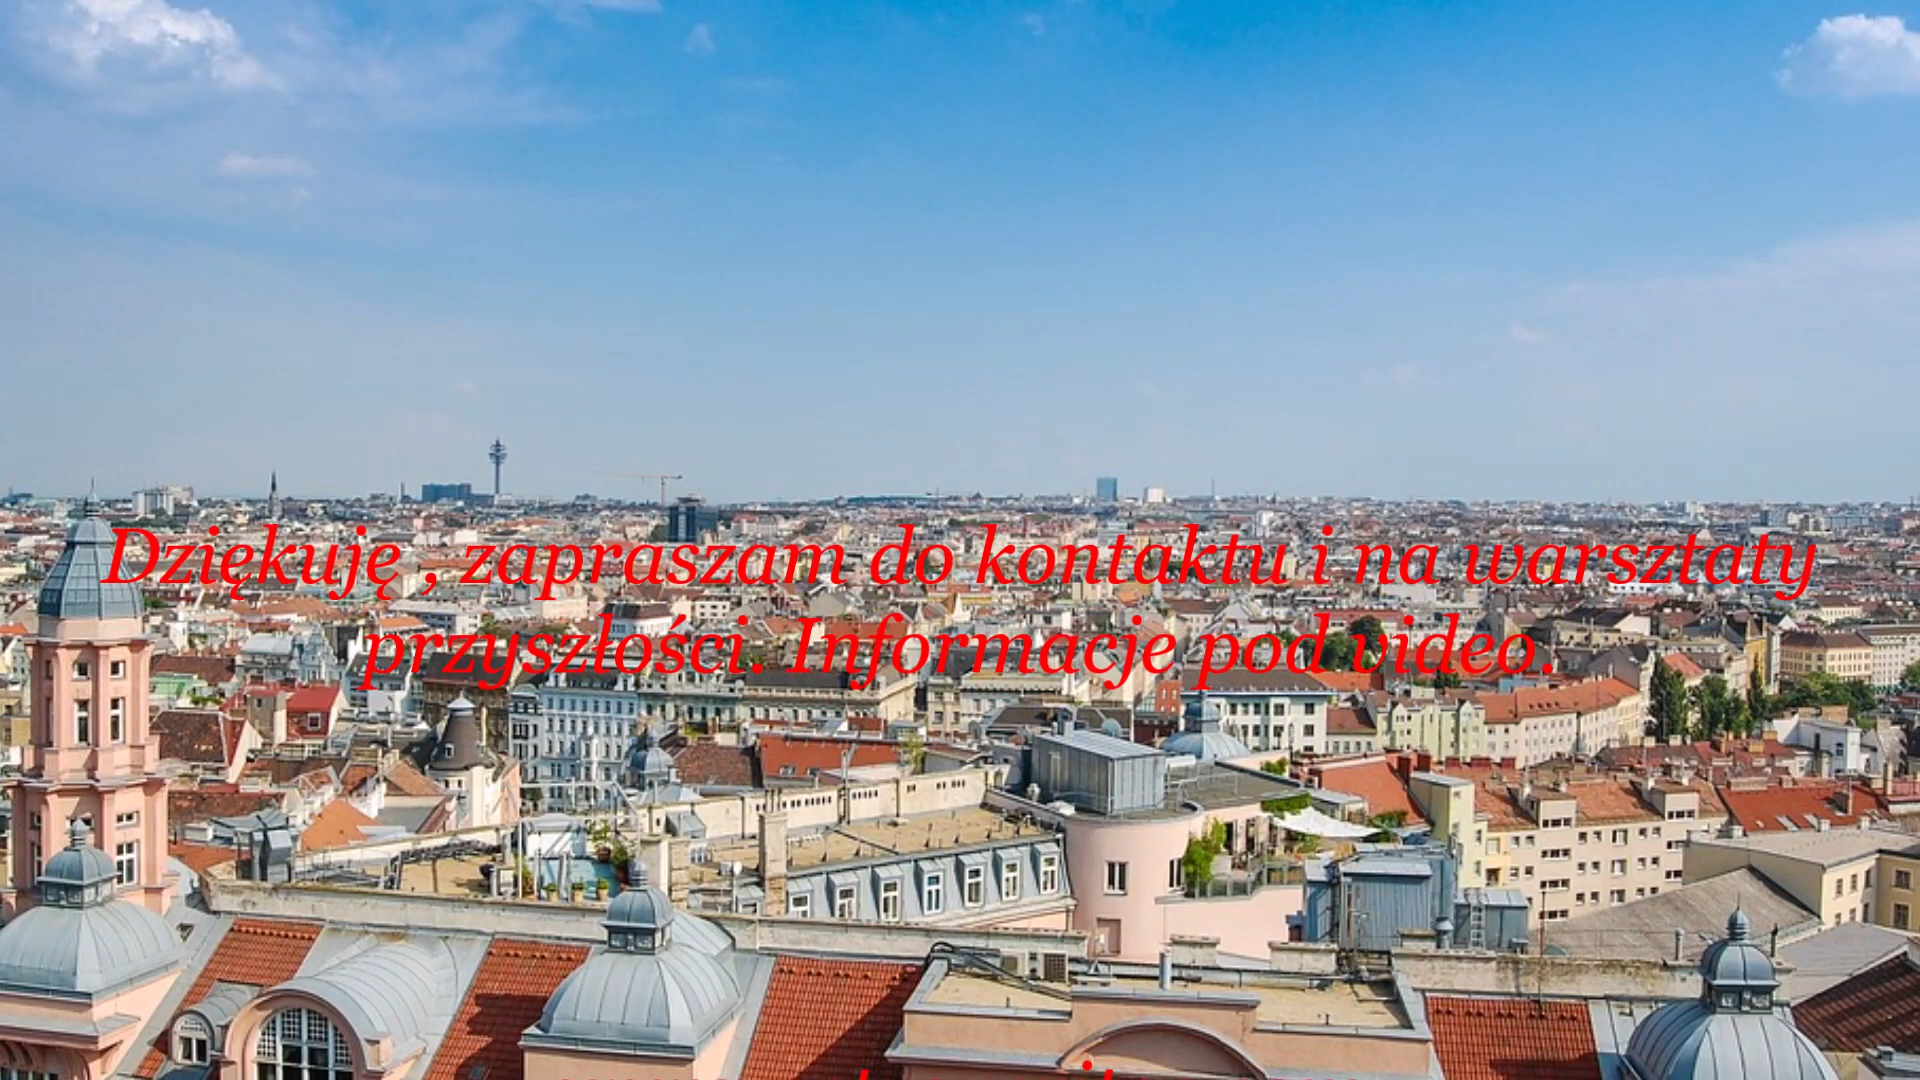 Dziękuję , zapraszam do kontaktu i na warsztaty
przyszłości. Informacje pod video.